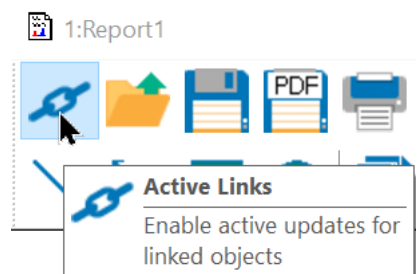 1:Report1
PDF
Active Links
Enable active updates for
linked objects